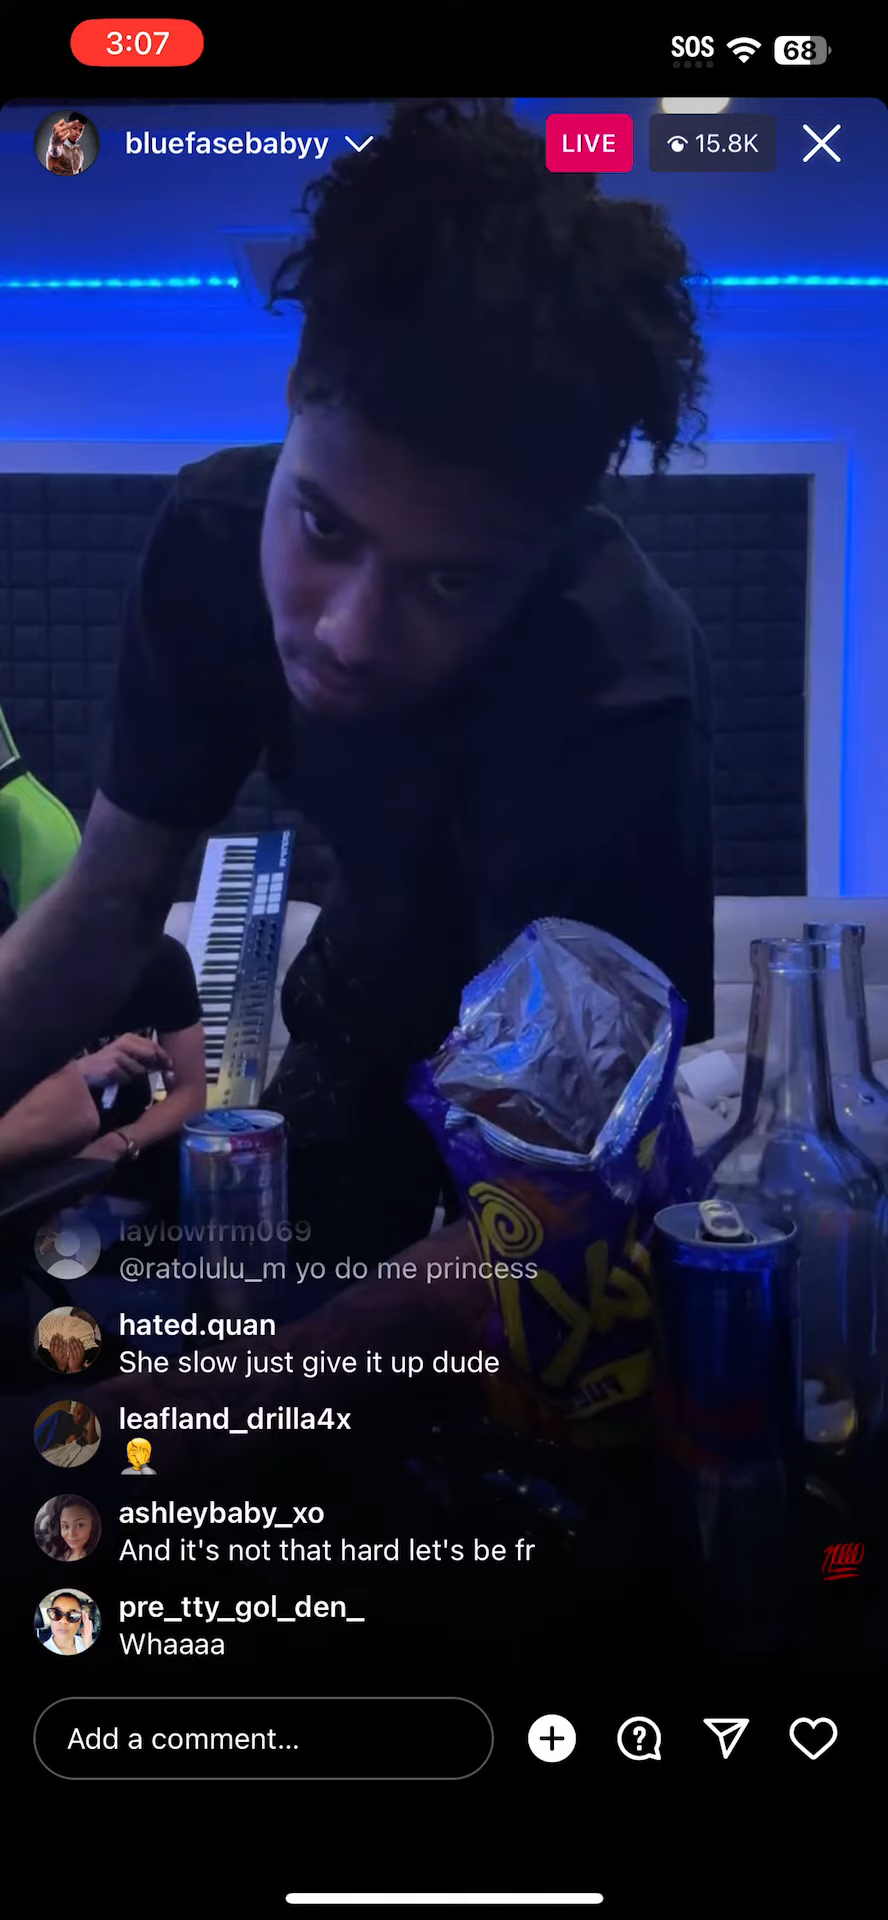 3:07
SOS
68
bluefasebabyy
LIVE
15.8K
laylowfrm069
@ratolulu_m yo do me princess
hated.quan
She slow just give it up dude
leafland_drilla4x
🤦
ashleybaby_xo
And it's not that hard let's be fr
pre_tty_gol_den_
Whaaaa
Add a comment...